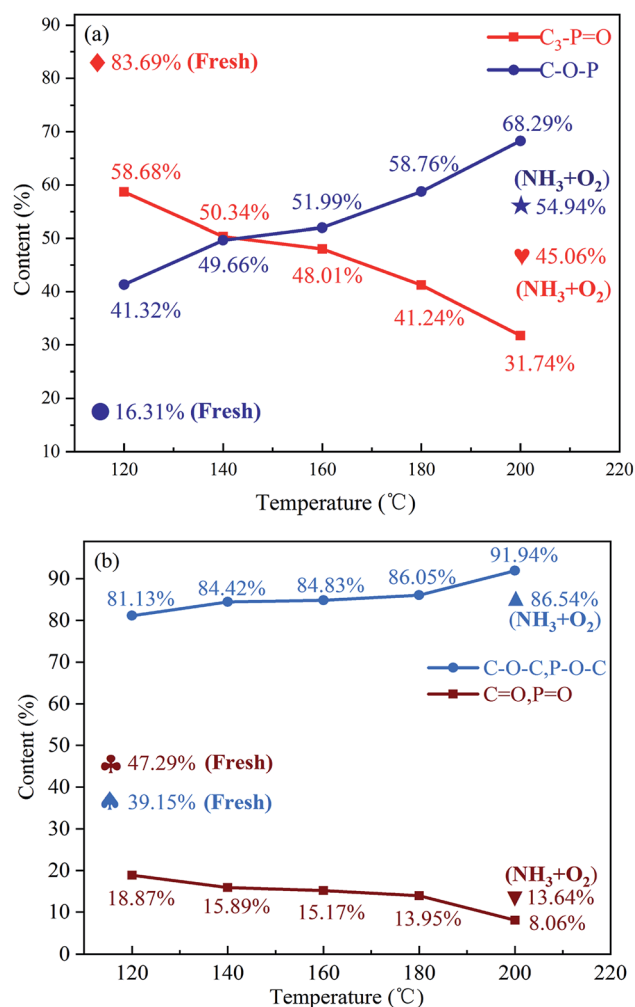 (a)
C₃-P=O
C-O-P
83.69% (Fresh)
68.29%
58.68%
58.76%
51.99%
50.34%
(NH₃+O₂)
54.94%
49.66%
48.01%
45.06%
(NH₃+O₂)
41.32%
41.24%
31.74%
16.31% (Fresh)
Content (%)
90
80
70
60
50
40
30
20
10
120 140 160 180 200 220
Temperature (℃)
(b)
91.94%
81.13% 84.42% 84.83% 86.05%
86.54%
(NH₃+O₂)
C-O-C,P-O-C
C=O,P=O
47.29% (Fresh)
39.15% (Fresh)
(NH₃+O₂)
13.64%
18.87% 15.89% 15.17% 13.95% 8.06%
Content (%)
90
80
70
60
50
40
30
20
10
0
120 140 160 180 200 220
Temperature (℃)